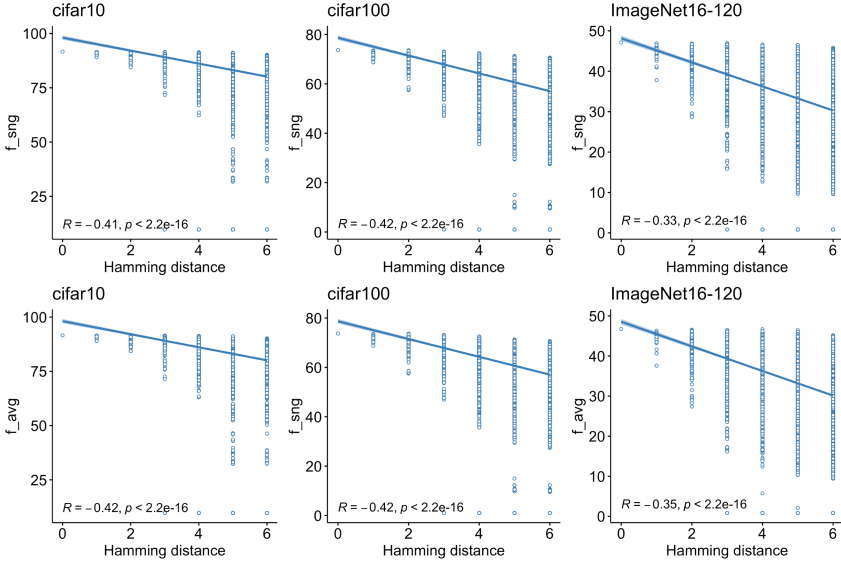 cifar10
cifar100
ImageNet16-120
100
75
50
25
f_sng
R = −0.41, p < 2.2e-16
0 2 4 6
Hamming distance
80
60
40
20
0
f_sng
R = −0.42, p < 2.2e-16
0 2 4 6
Hamming distance
50
40
30
20
10
0
f_sng
R = −0.33, p < 2.2e-16
0 2 4 6
Hamming distance
cifar10
cifar100
ImageNet16-120
100
75
50
25
f_avg
R = −0.42, p < 2.2e-16
0 2 4 6
Hamming distance
80
60
40
20
0
f_sng
R = −0.42, p < 2.2e-16
0 2 4 6
Hamming distance
50
40
30
20
10
0
f_avg
R = −0.35, p < 2.2e-16
0 2 4 6
Hamming distance